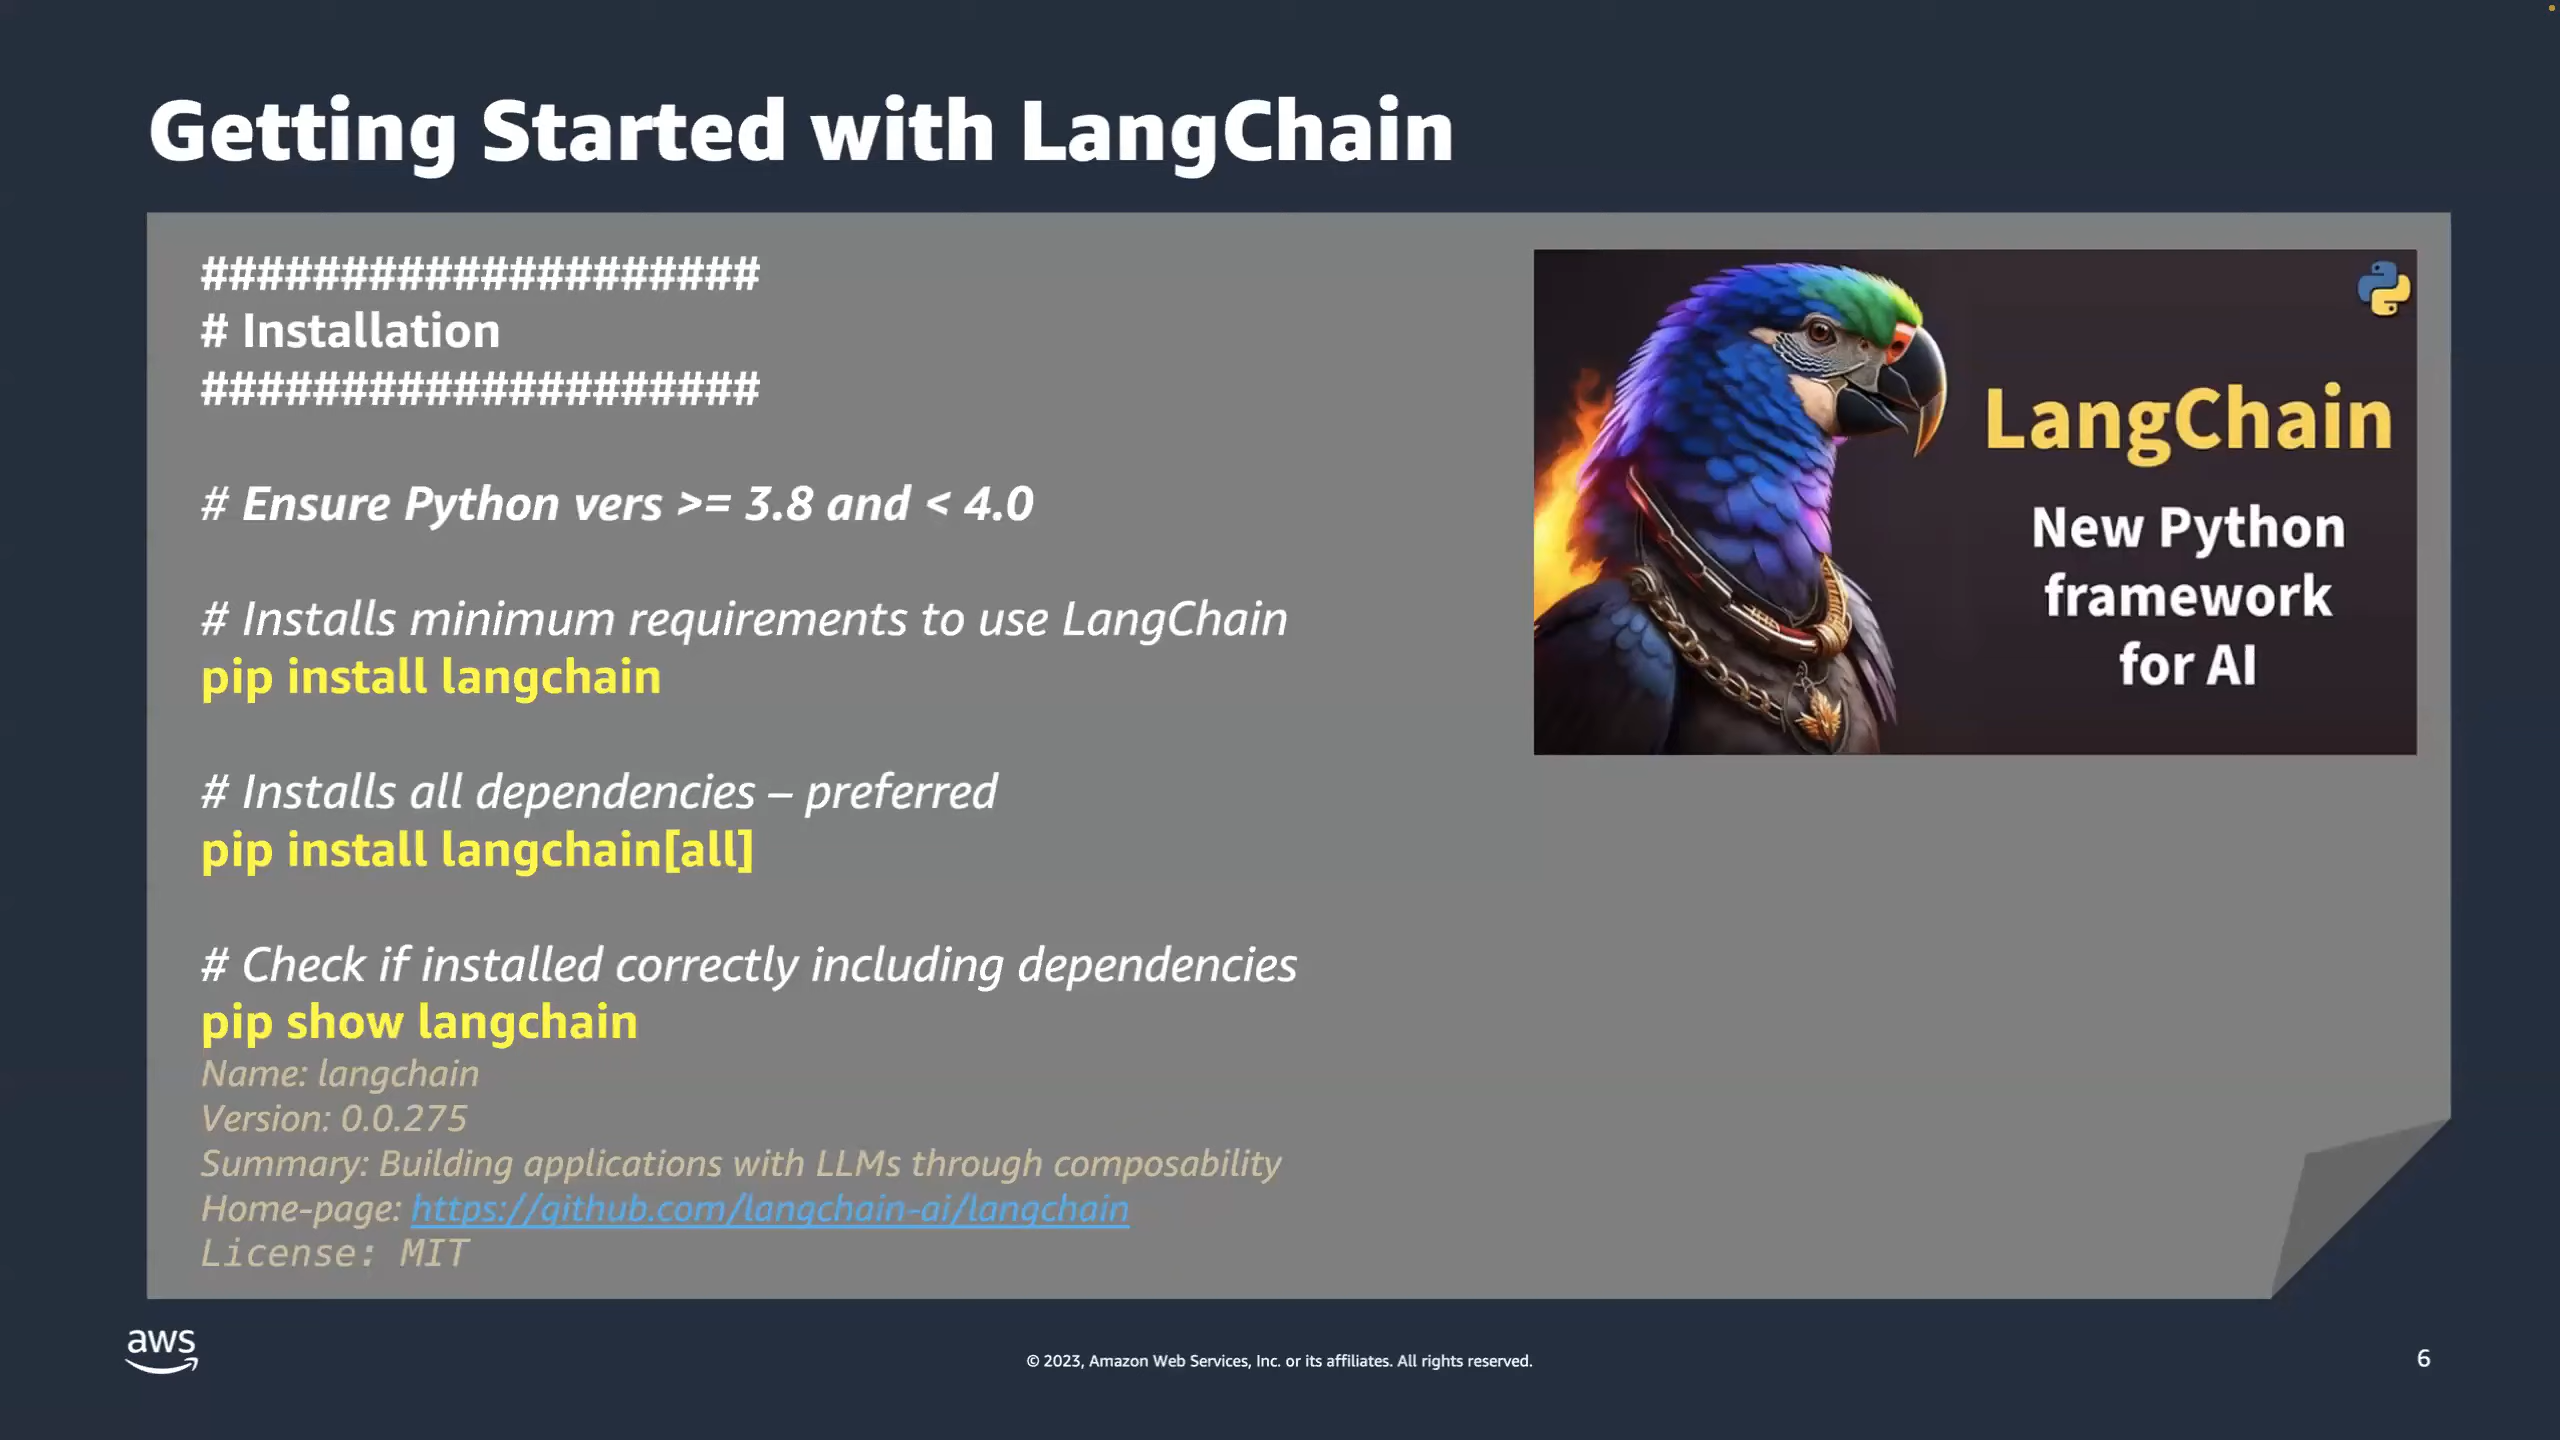 Getting Started with LangChain
####################
# Installation
####################
# Ensure Python vers >= 3.8 and < 4.0
# Installs minimum requirements to use LangChain
pip install langchain
# Installs all dependencies – preferred
pip install langchain[all]
# Check if installed correctly including dependencies
pip show langchain
Name: langchain
Version: 0.0.275
Summary: Building applications with LLMs through composability
Home-page: https://github.com/langchain-ai/langchain
License: MIT
LangChain
New Python
framework
for AI
aws
© 2023, Amazon Web Services, Inc. or its affiliates. All rights reserved.
6